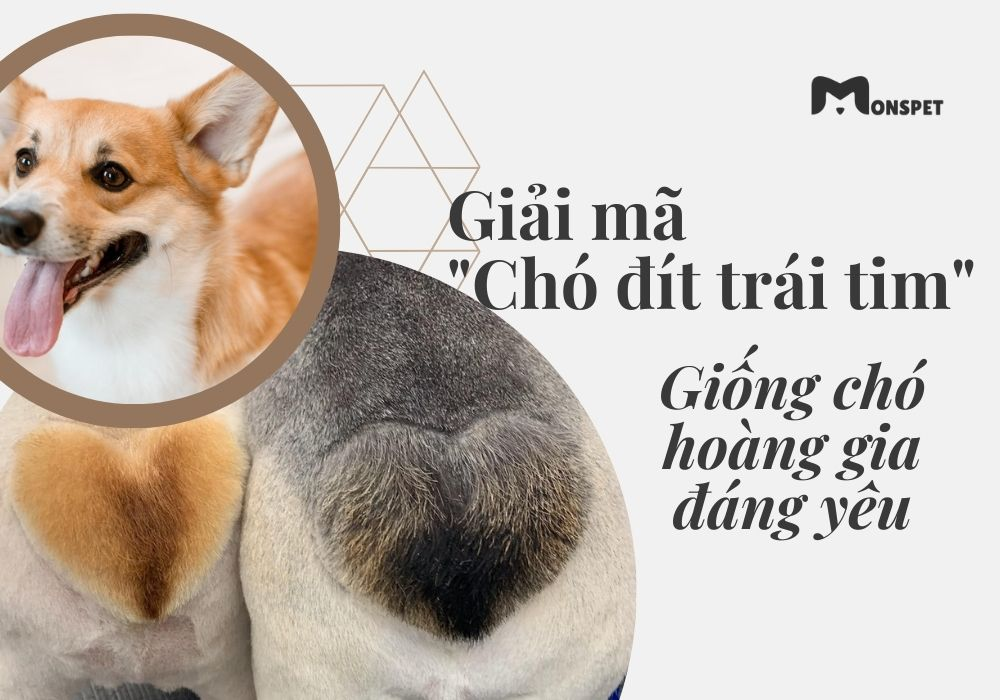 MONSPET
Giải mã
"Chó đít trái tim"
Giống chó
hoàng gia
đáng yêu